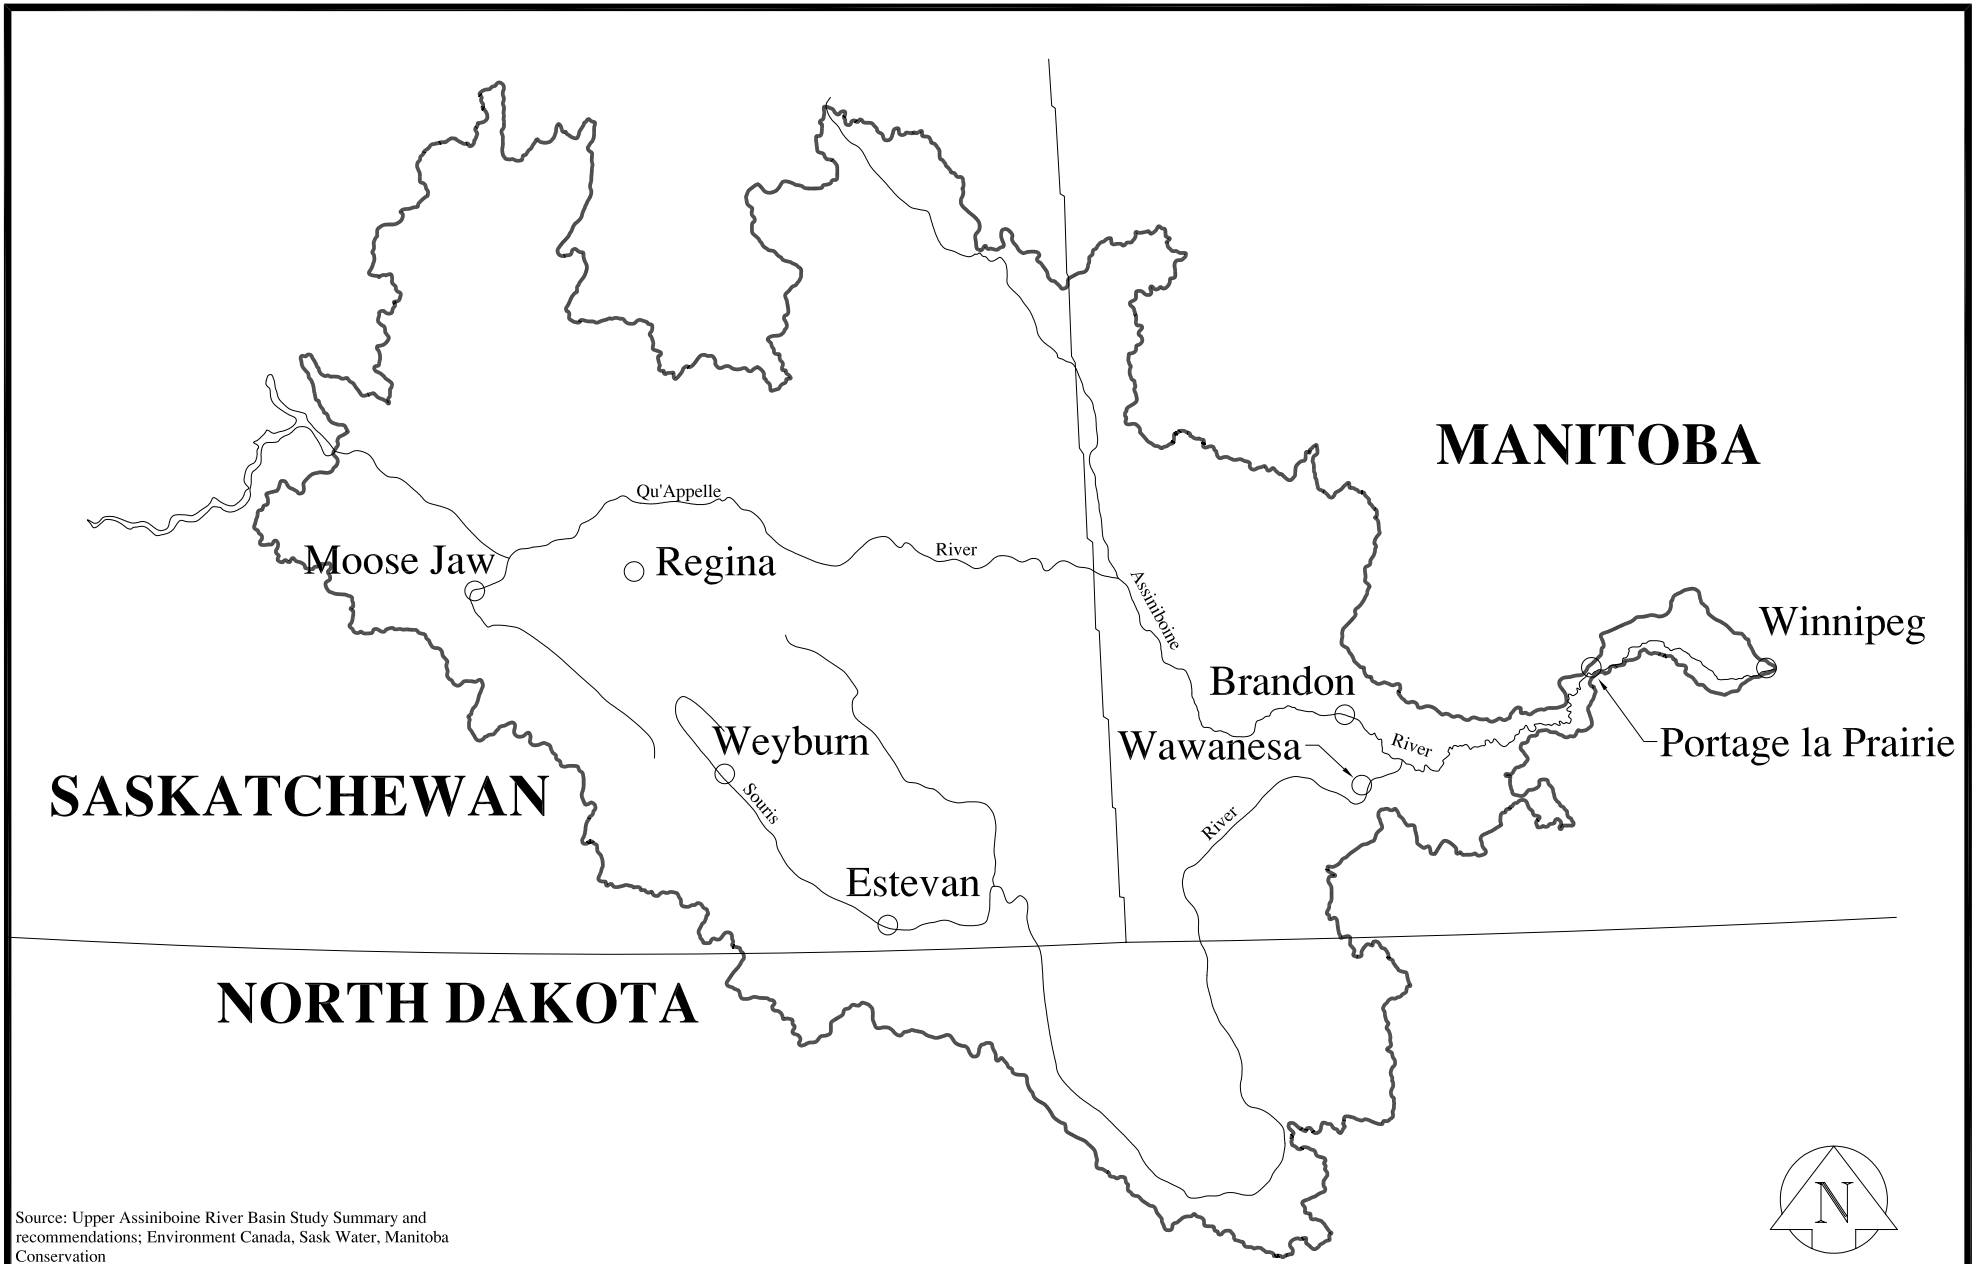 MANITOBA
Qu'Appelle
River
Moose Jaw
Regina
Assiniboine
Winnipeg
Brandon
River
Wawanesa
Portage la Prairie
Weyburn
Souris
River
SASKATCHEWAN
Estevan
NORTH DAKOTA
N
Source: Upper Assiniboine River Basin Study Summary and
recommendations; Environment Canada, Sask Water, Manitoba
Conservation